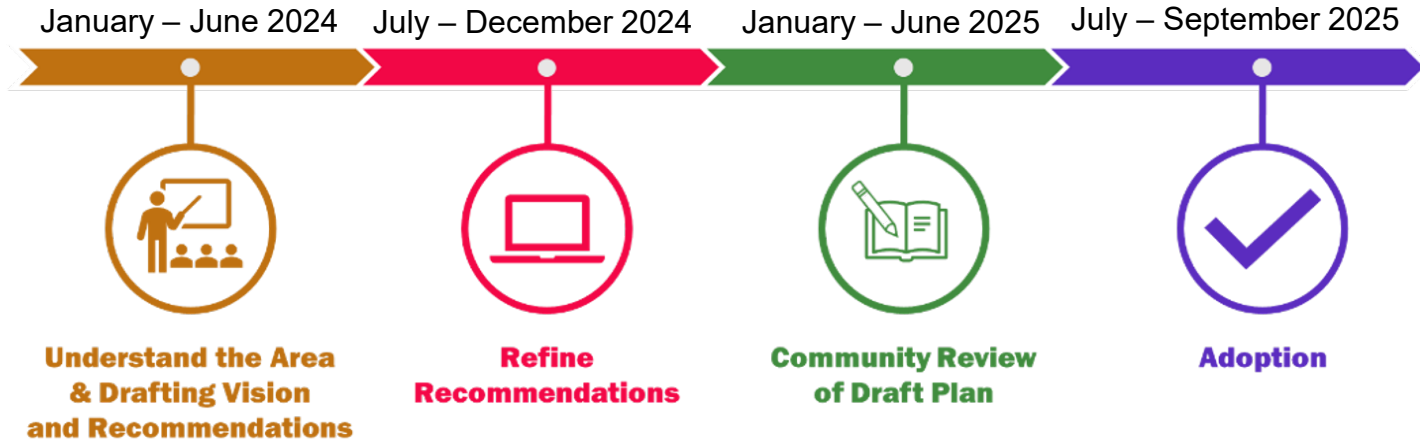 January – June 2024
July – December 2024
January – June 2025
July – September 2025
Understand the Area
& Drafting Vision
and Recommendations
Refine
Recommendations
Community Review
of Draft Plan
Adoption